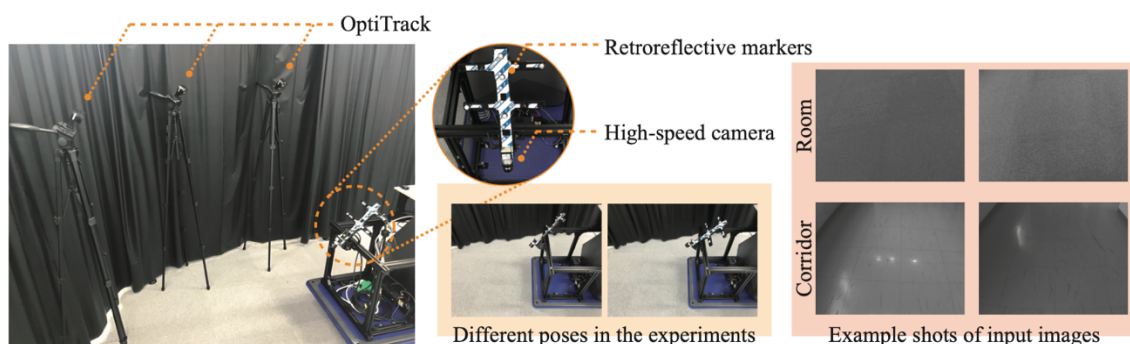 OptiTrack
Retroreflective markers
High-speed camera
Different poses in the experiments
Room
Corridor
Example shots of input images